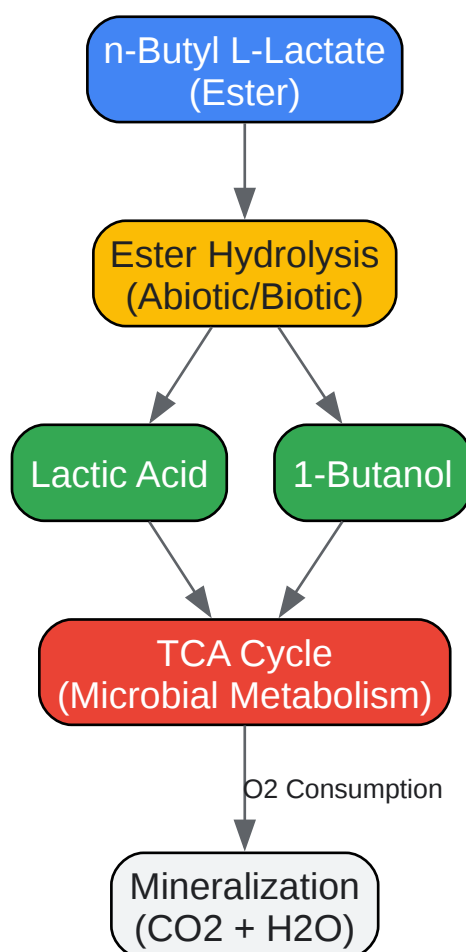 n-Butyl L-Lactate
(Ester)
Ester Hydrolysis
(Abiotic/Biotic)
Lactic Acid
1-Butanol
TCA Cycle
(Microbial Metabolism)
O2 Consumption
Mineralization
(CO2 + H2O)